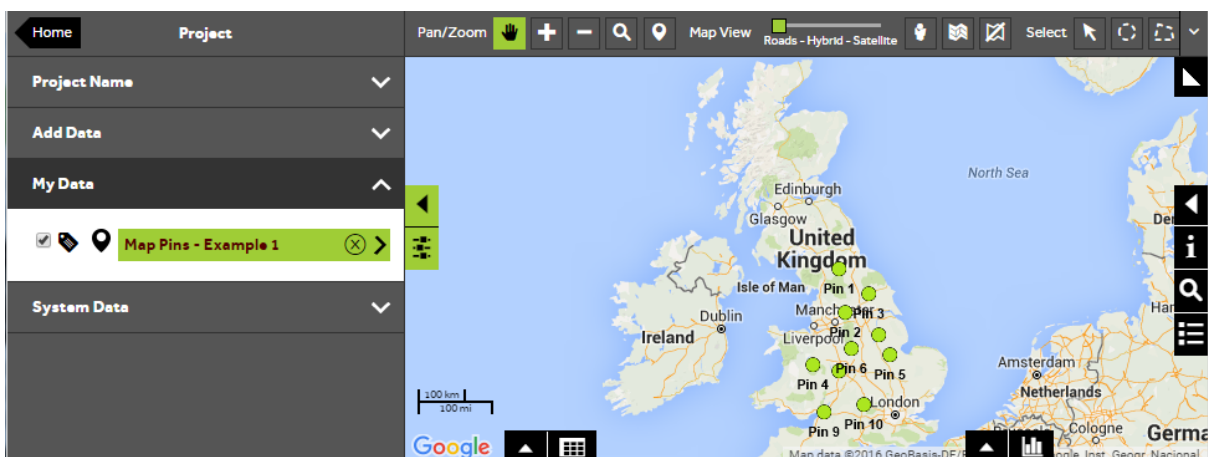 Home
Project
Pan/Zoom
Map View
Roads - Hybrid - Satellite
Select
Project Name
Add Data
My Data
Map Pins - Example 1
System Data
North Sea
Edinburgh
Glasgow
United
Kingdom
Isle of Man
Pin 1
Pin 3
Dublin
Pin 2
Ireland
Pin 6
Pin 5
Pin 4
Amsterdam
Netherlands
London
Pin 10
Pin 9
Cologne
100 km
100 mi
Google
Map data ©2016 GeoBasis-DE/
Inst. Geogr. Nacional